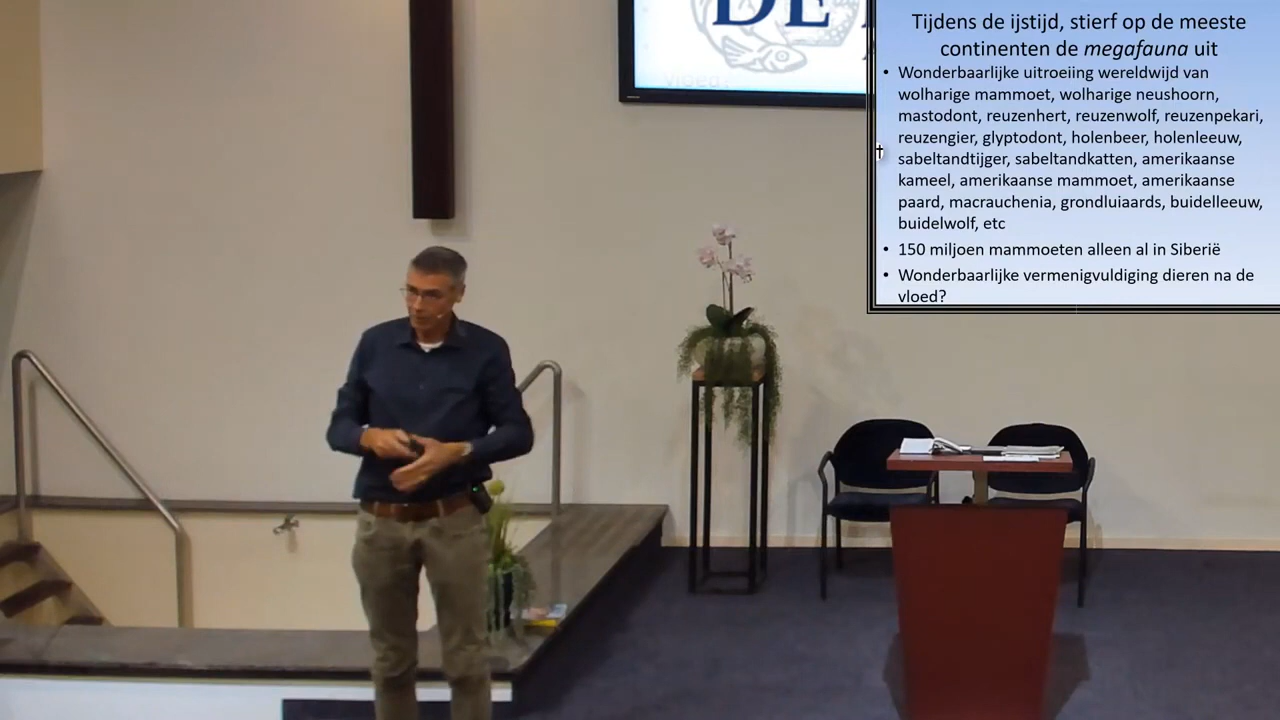 DE
vloed?
Tijdens de ijstijd, stierf op de meeste
continenten de megafauna uit
• Wonderbaarlijke uitroeiing wereldwijd van
wolharige mammoet, wolharige neushoorn,
mastodont, reuzenhert, reuzenwolf, reuzenpekari,
reuzengier, glyptodont, holenbeer, holenleeuw,
sabeltandtijger, sabeltandkatten, amerikaanse
kameel, amerikaanse mammoet, amerikaanse
paard, macrauchenia, grondluiaards, buidelleeuw,
buidelwolf, etc
• 150 miljoen mammoeten alleen al in Siberië
• Wonderbaarlijke vermenigvuldiging dieren na de
vloed?